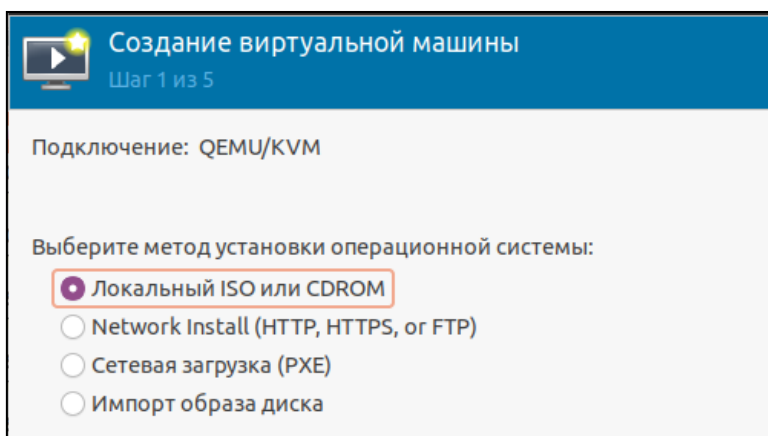 Создание виртуальной машины
Шаг 1 из 5
Подключение: QEMU/KVM
Выберите метод установки операционной системы:
Локальный ISO или CDROM
Network Install (HTTP, HTTPS, or FTP)
Сетевая загрузка (PXE)
Импорт образа диска